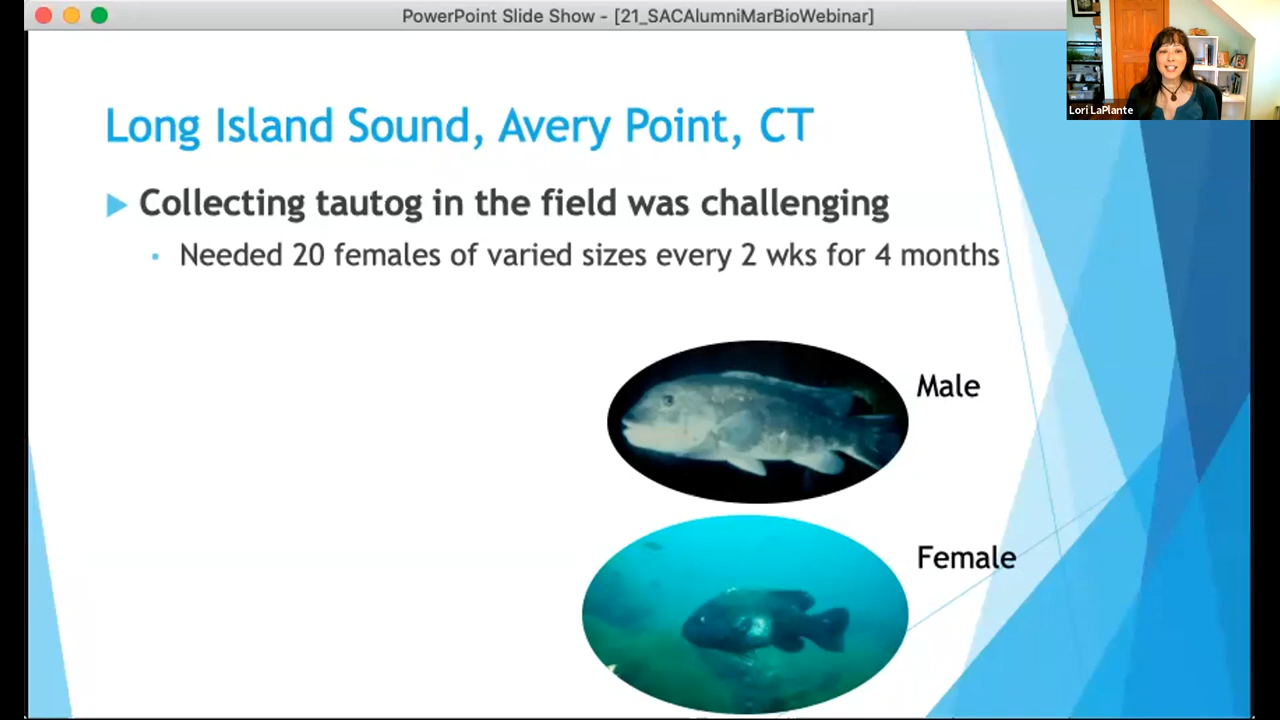 PowerPoint Slide Show - [21_SACAlumniMarBioWebinar]
Lori LaPlante
Long Island Sound, Avery Point, CT
Collecting tautog in the field was challenging
Needed 20 females of varied sizes every 2 wks for 4 months
Male
Female